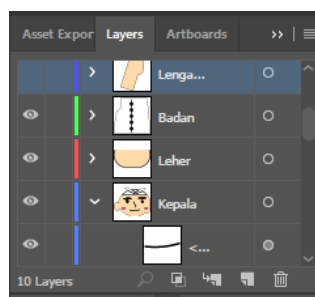 Asset Expor Layers Artboards
Lenga...
Badan
Leher
Kepala
<...
10 Layers